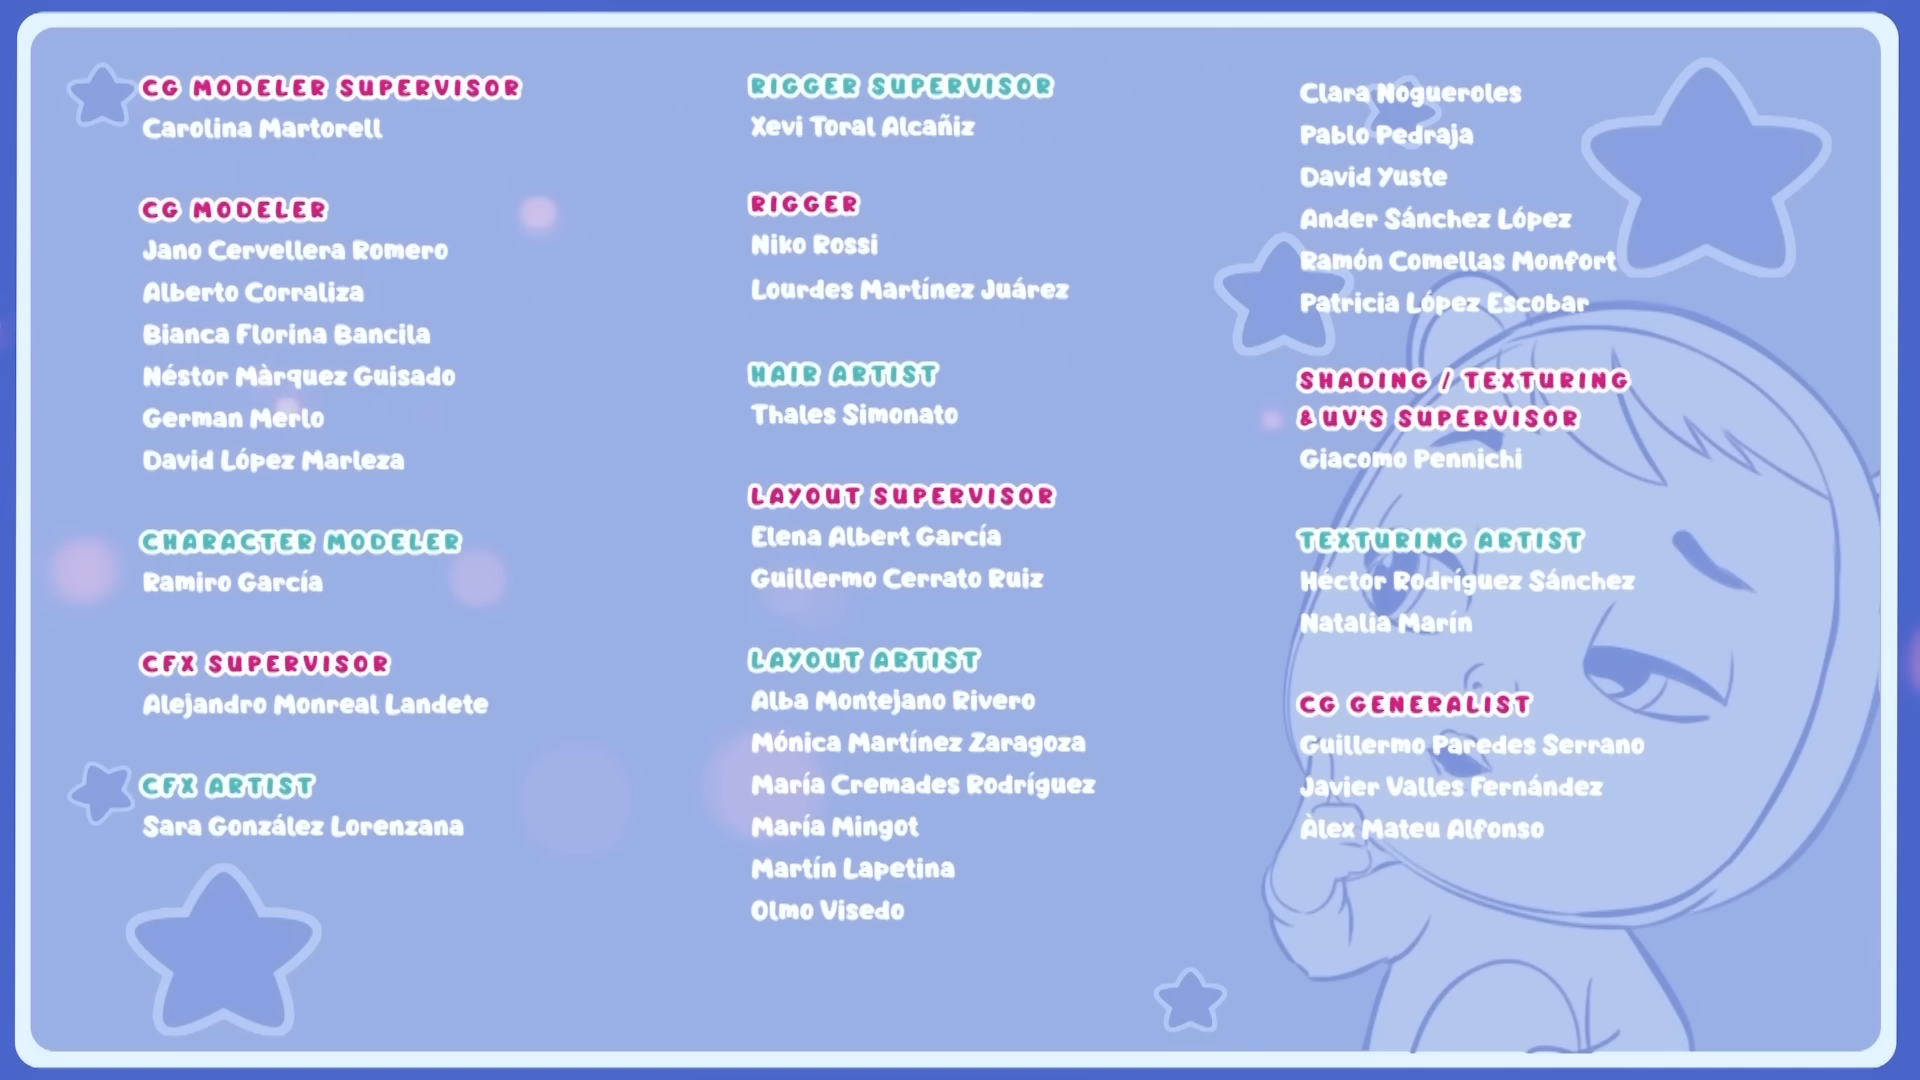 CG MODELER SUPERVISOR
Carolina Martorell
CG MODELER
Jano Cervellera Romero
Alberto Corraliza
Bianca Florina Bancila
Néstor Màrquez Guisado
German Merlo
David López Marleza
CHARACTER MODELER
Ramiro García
CFX SUPERVISOR
Alejandro Monreal Landete
CFX ARTIST
Sara González Lorenzana
RIGGER SUPERVISOR
Xevi Toral Alcañiz
RIGGER
Niko Rossi
Lourdes Martínez Juárez
HAIR ARTIST
Thales Simonato
LAYOUT SUPERVISOR
Elena Albert García
Guillermo Cerrato Ruiz
LAYOUT ARTIST
Alba Montejano Rivero
Mónica Martínez Zaragoza
María Cremades Rodríguez
María Mingot
Martín Lapetina
Olmo Visedo
Clara Nogueroles
Pablo Pedraja
David Yuste
Ander Sánchez López
Ramón Comellas Monfort
Patricia López Escobar
SHADING / TEXTURING
& UV'S SUPERVISOR
Giacomo Pennichi
TEXTURING ARTIST
Héctor Rodríguez Sánchez
Natalia Marín
CG GENERALIST
Guillermo Paredes Serrano
Javier Valles Fernández
Àlex Mateu Alfonso